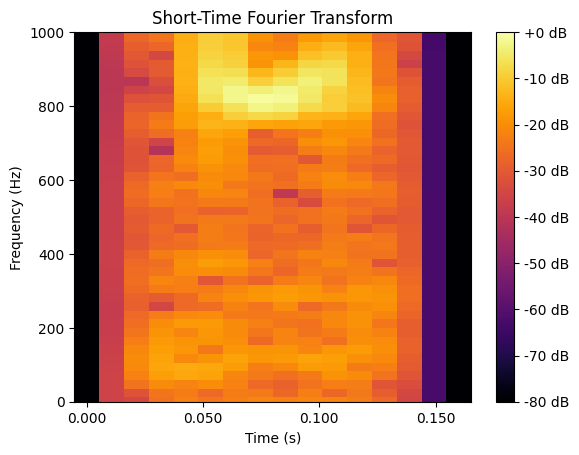 Short-Time Fourier Transform
1000
800
600
400
200
0
Frequency (Hz)
0.000
0.050
0.100
0.150
Time (s)
+0 dB
-10 dB
-20 dB
-30 dB
-40 dB
-50 dB
-60 dB
-70 dB
-80 dB